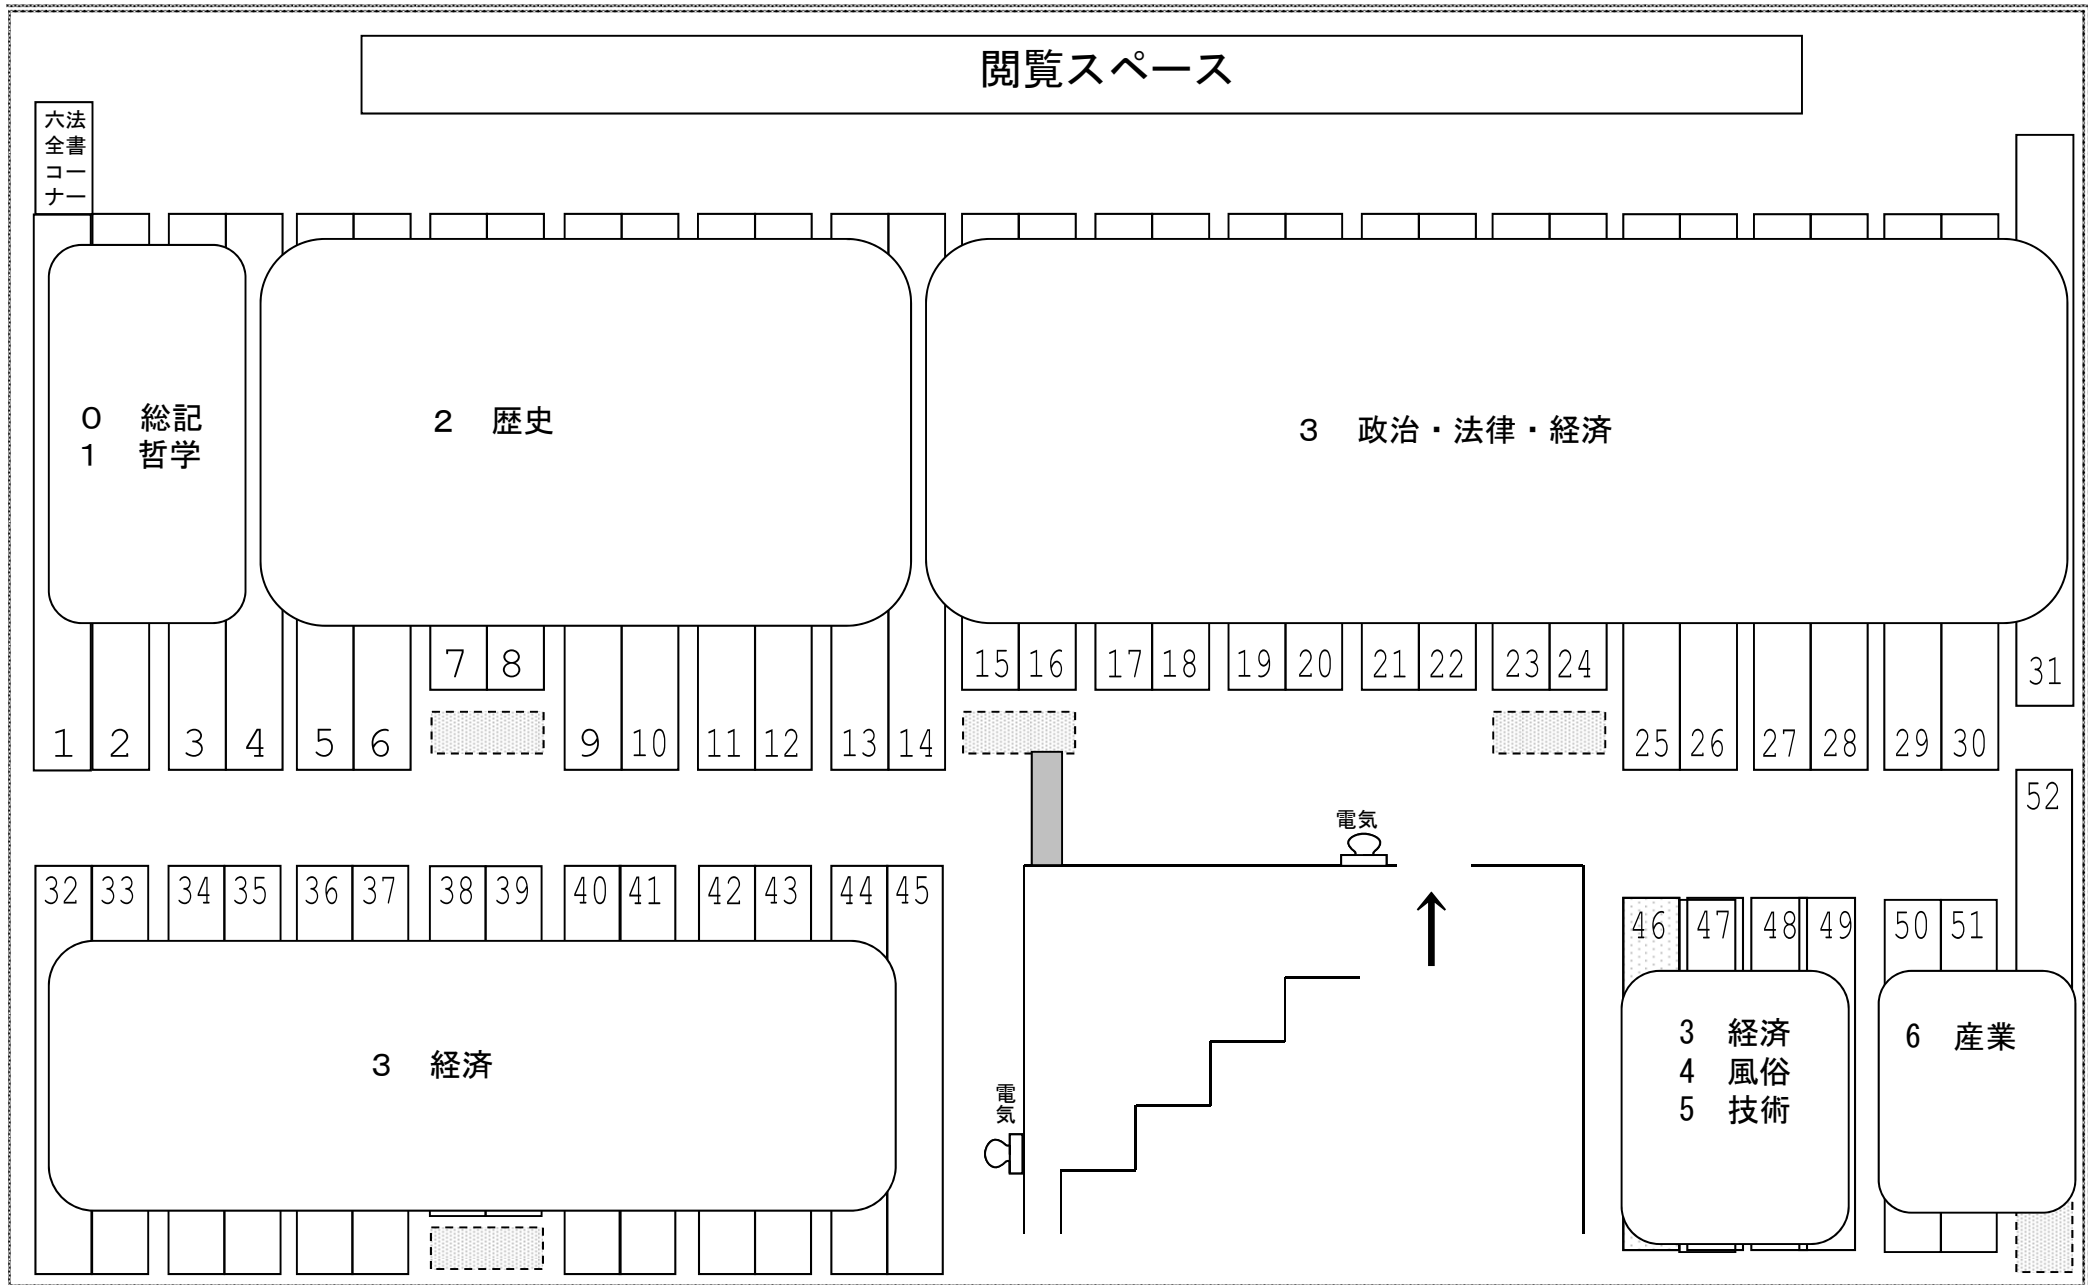 閲覧スペース
六法
全書
コー
ナー
０　総記
１　哲学
２　歴史
３　政治・法律・経済
7 8
15 16 17 18 19 20 21 22 23 24
31
1 2 3 4 5 6 9 10 11 12 13 14 25 26 27 28 29 30
52
電気
32 33 34 35 36 37 38 39 40 41 42 43 44 45
46 47 48 49 50 51
３　経済
電気
3　経済
4　風俗
5　技術
6　産業